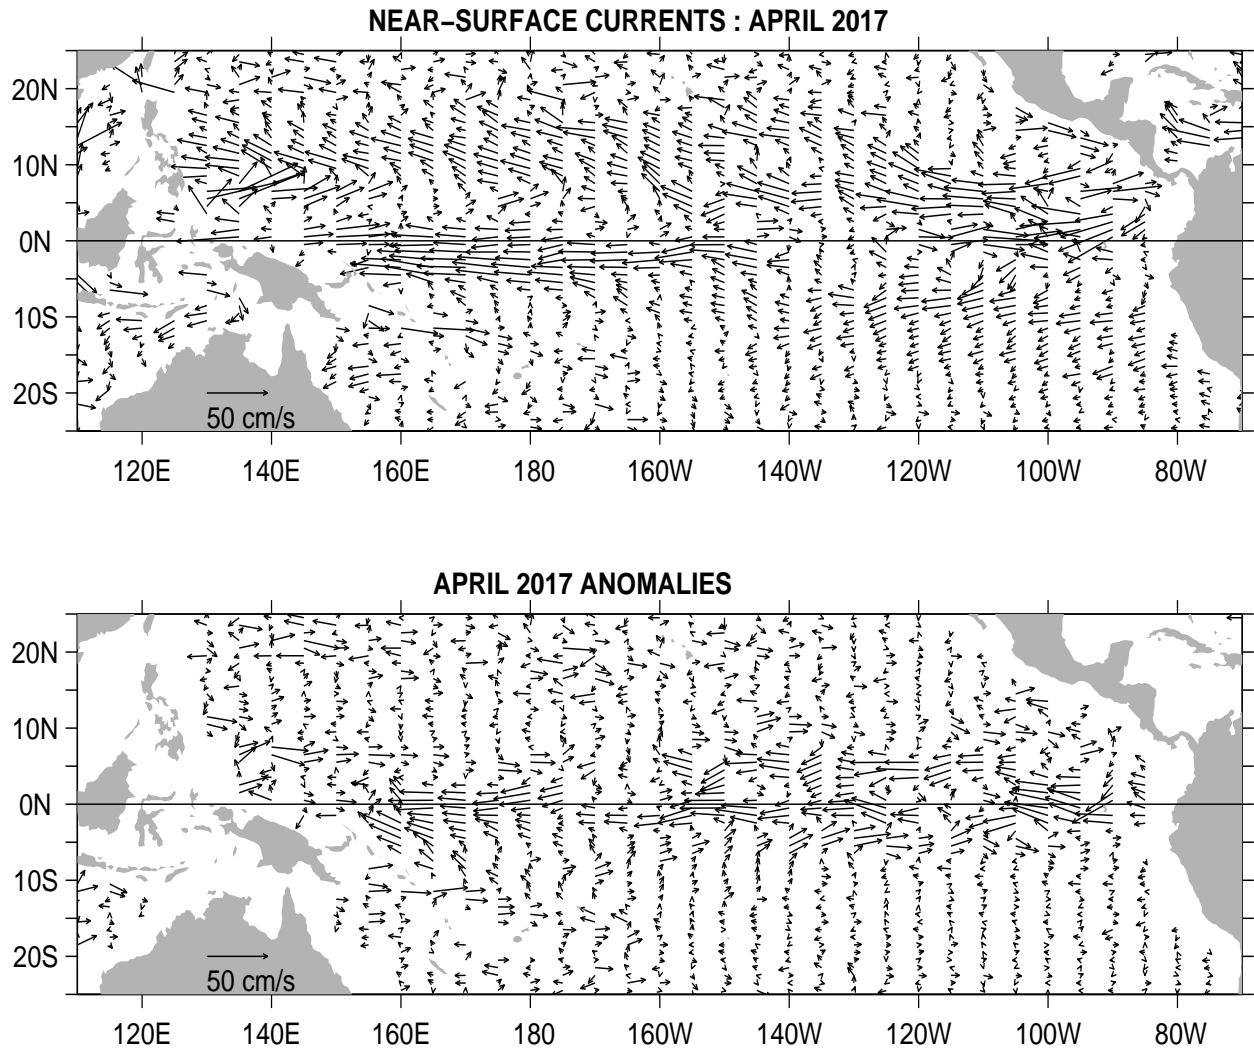 NEAR–SURFACE CURRENTS : APRIL 2017
20N
10N
0N
10S
20S
50 cm/s
120E 140E 160E 180 160W 140W 120W 100W 80W
APRIL 2017 ANOMALIES
20N
10N
0N
10S
20S
50 cm/s
120E 140E 160E 180 160W 140W 120W 100W 80W